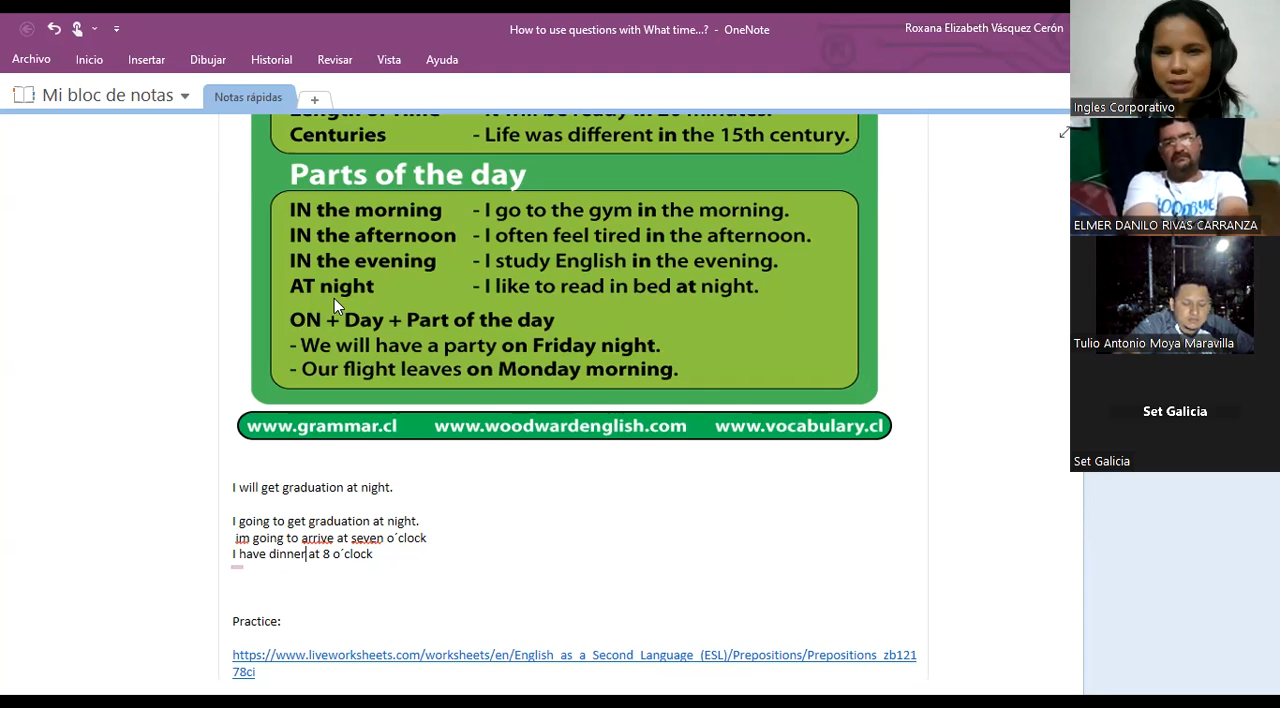 How to use questions with What time...? - OneNote
Roxana Elizabeth Vásquez Cerón
Archivo Inicio Insertar Dibujar Historial Revisar Vista Ayuda
Mi bloc de notas
Notas rápidas
Centuries - Life was different in the 15th century.
Parts of the day
IN the morning - I go to the gym in the morning.
IN the afternoon - I often feel tired in the afternoon.
IN the evening - I study English in the evening.
AT night - I like to read in bed at night.
ON + Day + Part of the day
- We will have a party on Friday night.
- Our flight leaves on Monday morning.
www.grammar.cl www.woodwardenglish.com www.vocabulary.cl
I will get graduation at night.
I going to get graduation at night.
im going to arrive at seven o´clock
I have dinner at 8 o´clock
Practice:
https://www.liveworksheets.com/worksheets/en/English_as_a_Second_Language_(ESL)/Prepositions/Prepositions_zb121
78ci
Ingles Corporativo
GOODBYE
ELMER DANILO RIVAS CARRANZA
Tulio Antonio Moya Maravilla
Set Galicia
Set Galicia